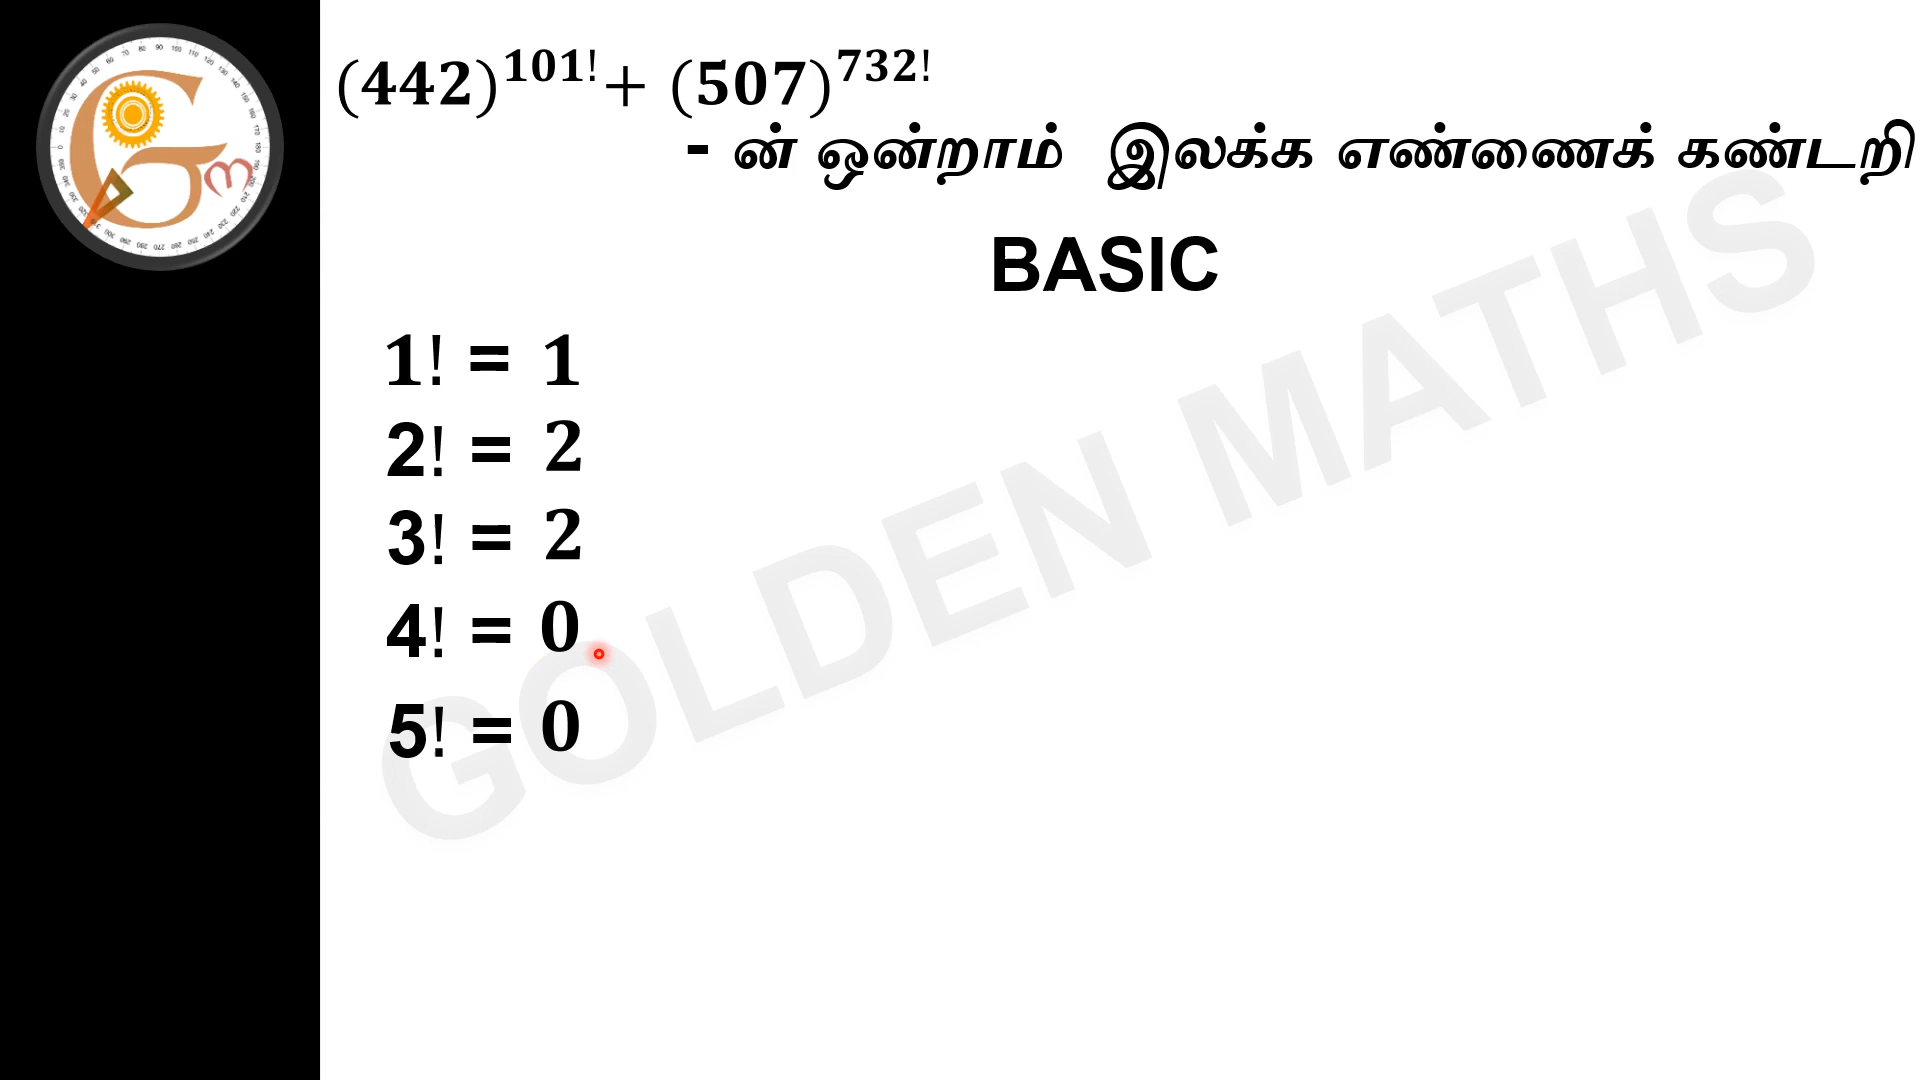 (442)^101! + (507)^732!
- ன் ஒன்றாம் இலக்க எண்ணைக் கண்டறி
BASIC
1! = 1
2! = 2
3! = 2
4! = 0
5! = 0
GOLDEN MATHS